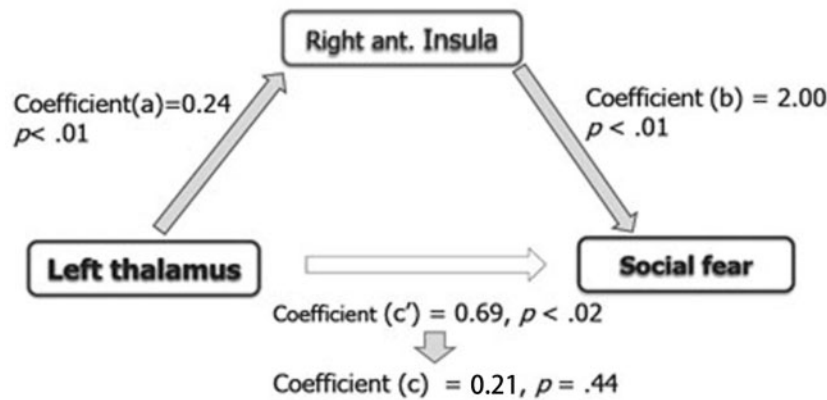 Right ant. Insula
Coefficient(a)=0.24
p< .01
Coefficient (b) = 2.00
p < .01
Left thalamus
Social fear
Coefficient (c′) = 0.69, p < .02
Coefficient (c) = 0.21, p = .44